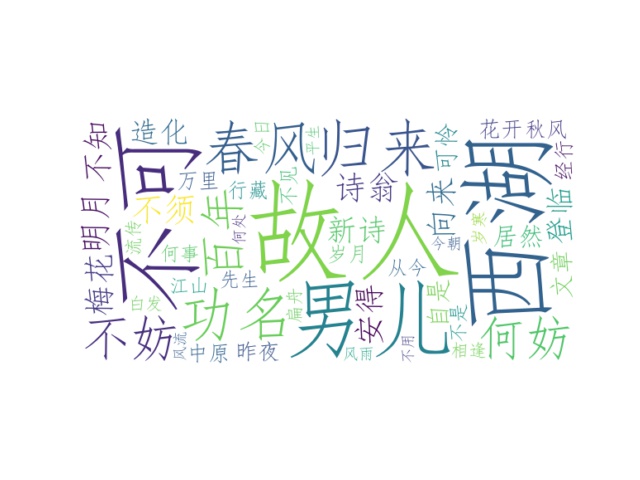 造化
春风
归来
花开
秋风
今日
平生
可怜
经行
不知
不可
万里
行藏
不见
诗翁
向来
西湖
明月
不须
百年
故人
新诗
岁月
岁寒
登临
流传
何事
何处
今朝
居然
梅花
江山
先生
从今
文章
白发
扁舟
功名
男儿
安得
自是
不是
何妨
不妨
风流
中原
昨夜
风雨
不用
相逢